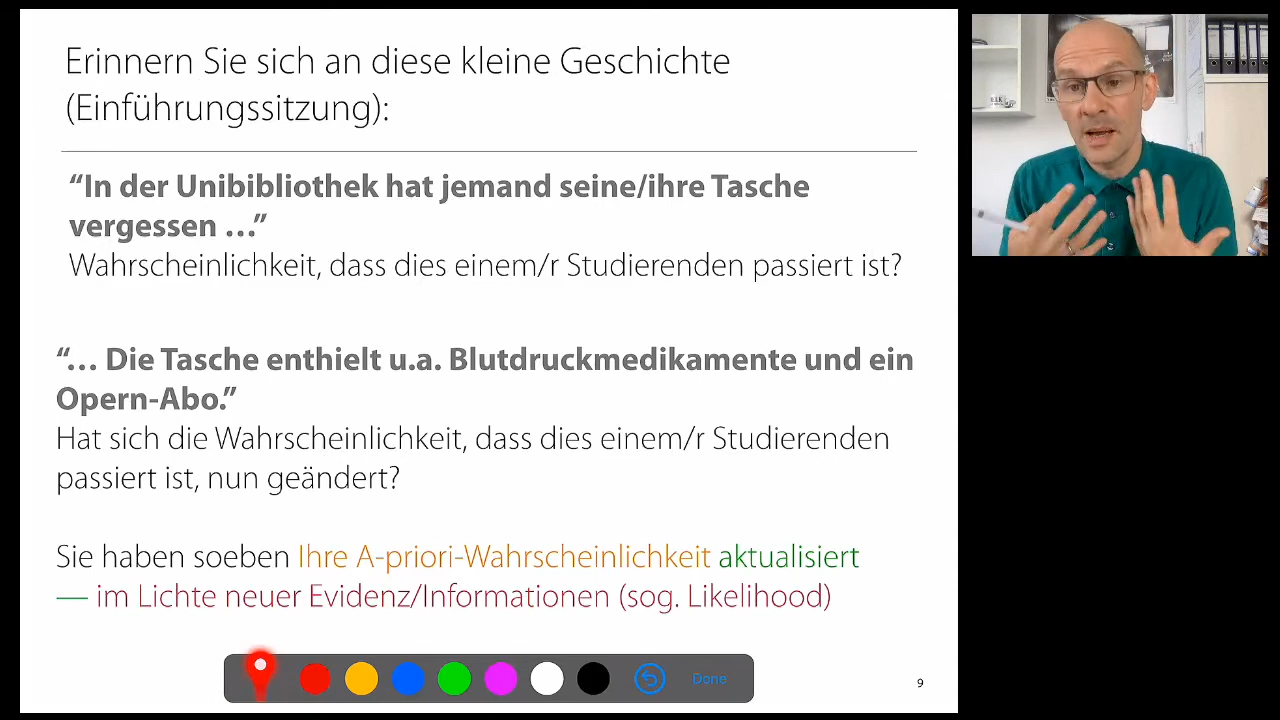 Erinnern Sie sich an diese kleine Geschichte
(Einführungssitzung):
“In der Unibibliothek hat jemand seine/ihre Tasche
vergessen …”
Wahrscheinlichkeit, dass dies einem/r Studierenden passiert ist?
“… Die Tasche enthielt u.a. Blutdruckmedikamente und ein
Opern-Abo.”
Hat sich die Wahrscheinlichkeit, dass dies einem/r Studierenden
passiert ist, nun geändert?
Sie haben soeben Ihre A-priori-Wahrscheinlichkeit aktualisiert
— im Lichte neuer Evidenz/Informationen (sog. Likelihood)
Done
9